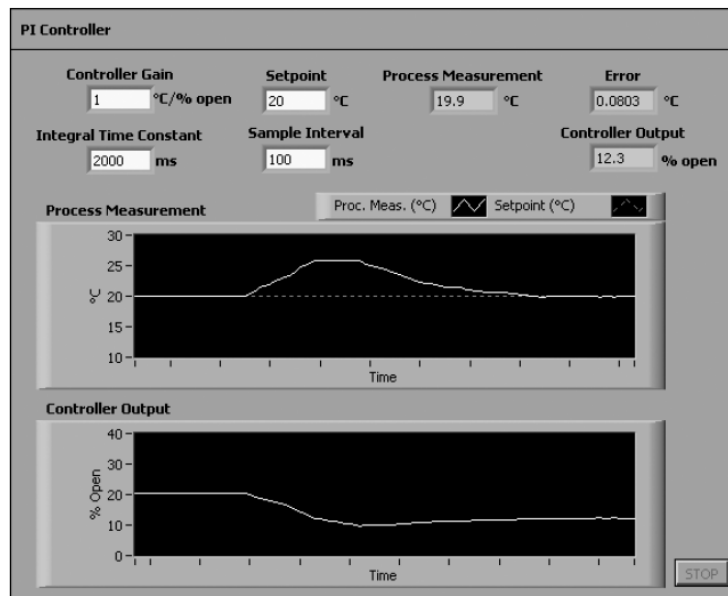 PI Controller
Controller Gain Setpoint Process Measurement Error
1 °C/% open 20 °C 19.9 °C 0.0803 °C
Integral Time Constant Sample Interval Controller Output
2000 ms 100 ms 12.3 % open
Process Measurement Proc. Meas. (°C) Setpoint (°C)
30
25
20
15
10
°C
Time
Controller Output
40
30
20
10
0
% Open
Time
STOP